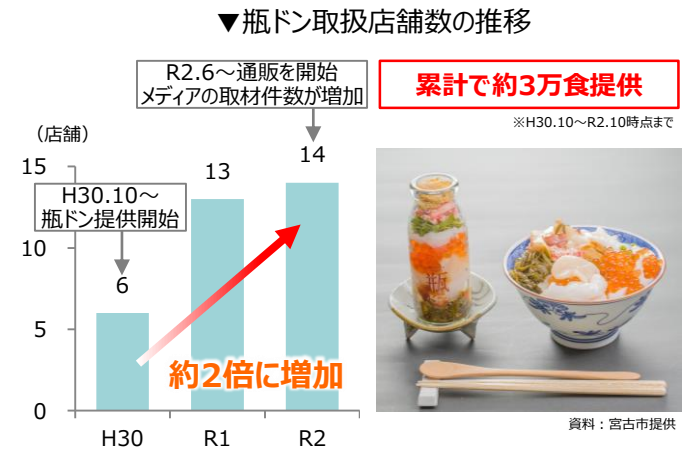 ▼瓶ドン取扱店舗数の推移
R2.6～通販を開始
メディアの取材件数が増加
累計で約3万食提供
※H30.10～R2.10時点まで
（店舗）
15
10
5
0
H30.10～
瓶ドン提供開始
6
13
14
約2倍に増加
H30
R1
R2
瓶
資料：宮古市提供